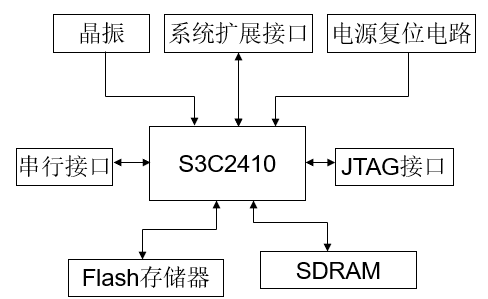 晶振
系统扩展接口
电源复位电路
串行接口
S3C2410
JTAG接口
Flash存储器
SDRAM